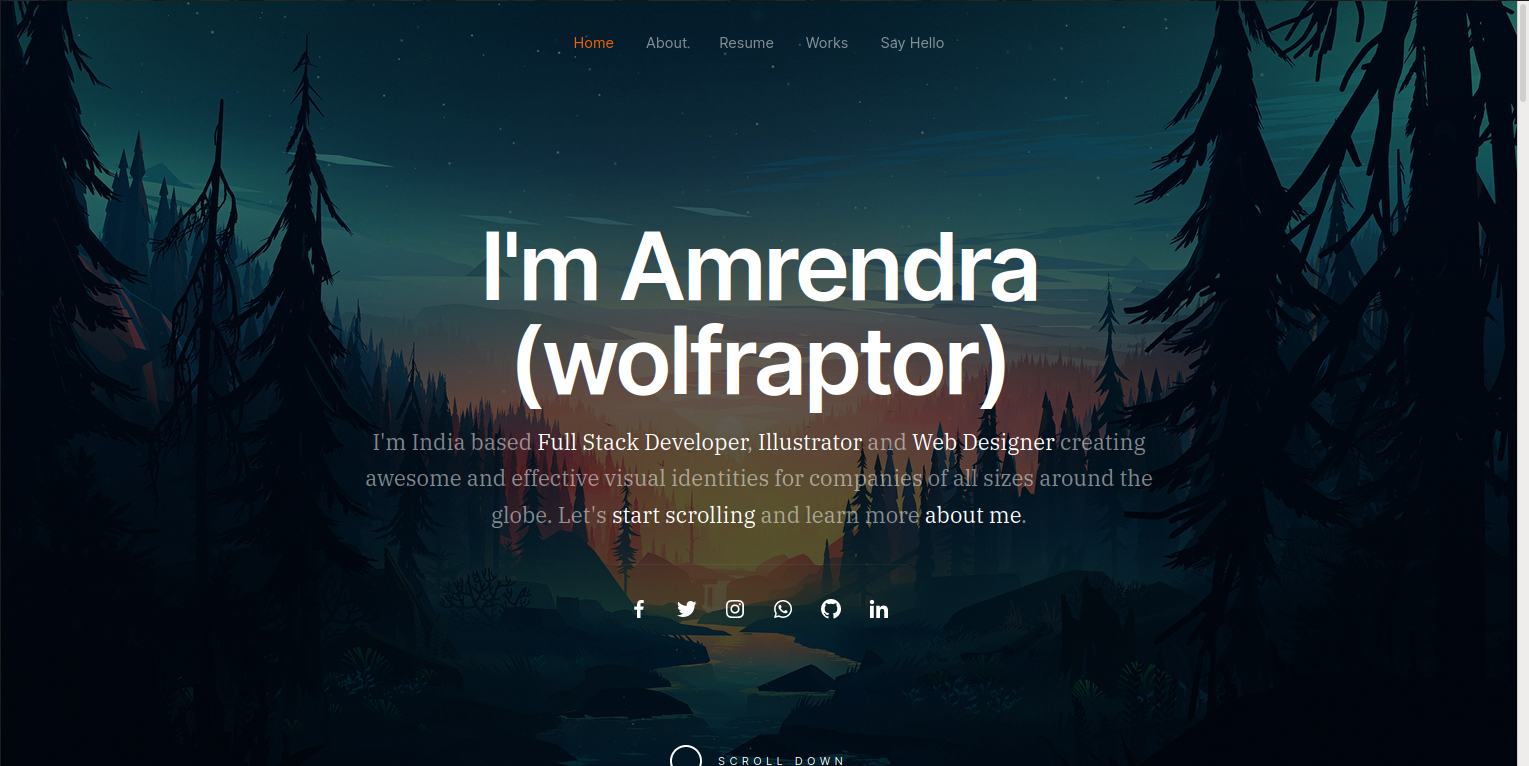 Home About. Resume Works Say Hello
I'm Amrendra
(wolfraptor)
I'm India based Full Stack Developer, Illustrator and Web Designer creating
awesome and effective visual identities for companies of all sizes around the
globe. Let's start scrolling and learn more about me.
SCROLL DOWN